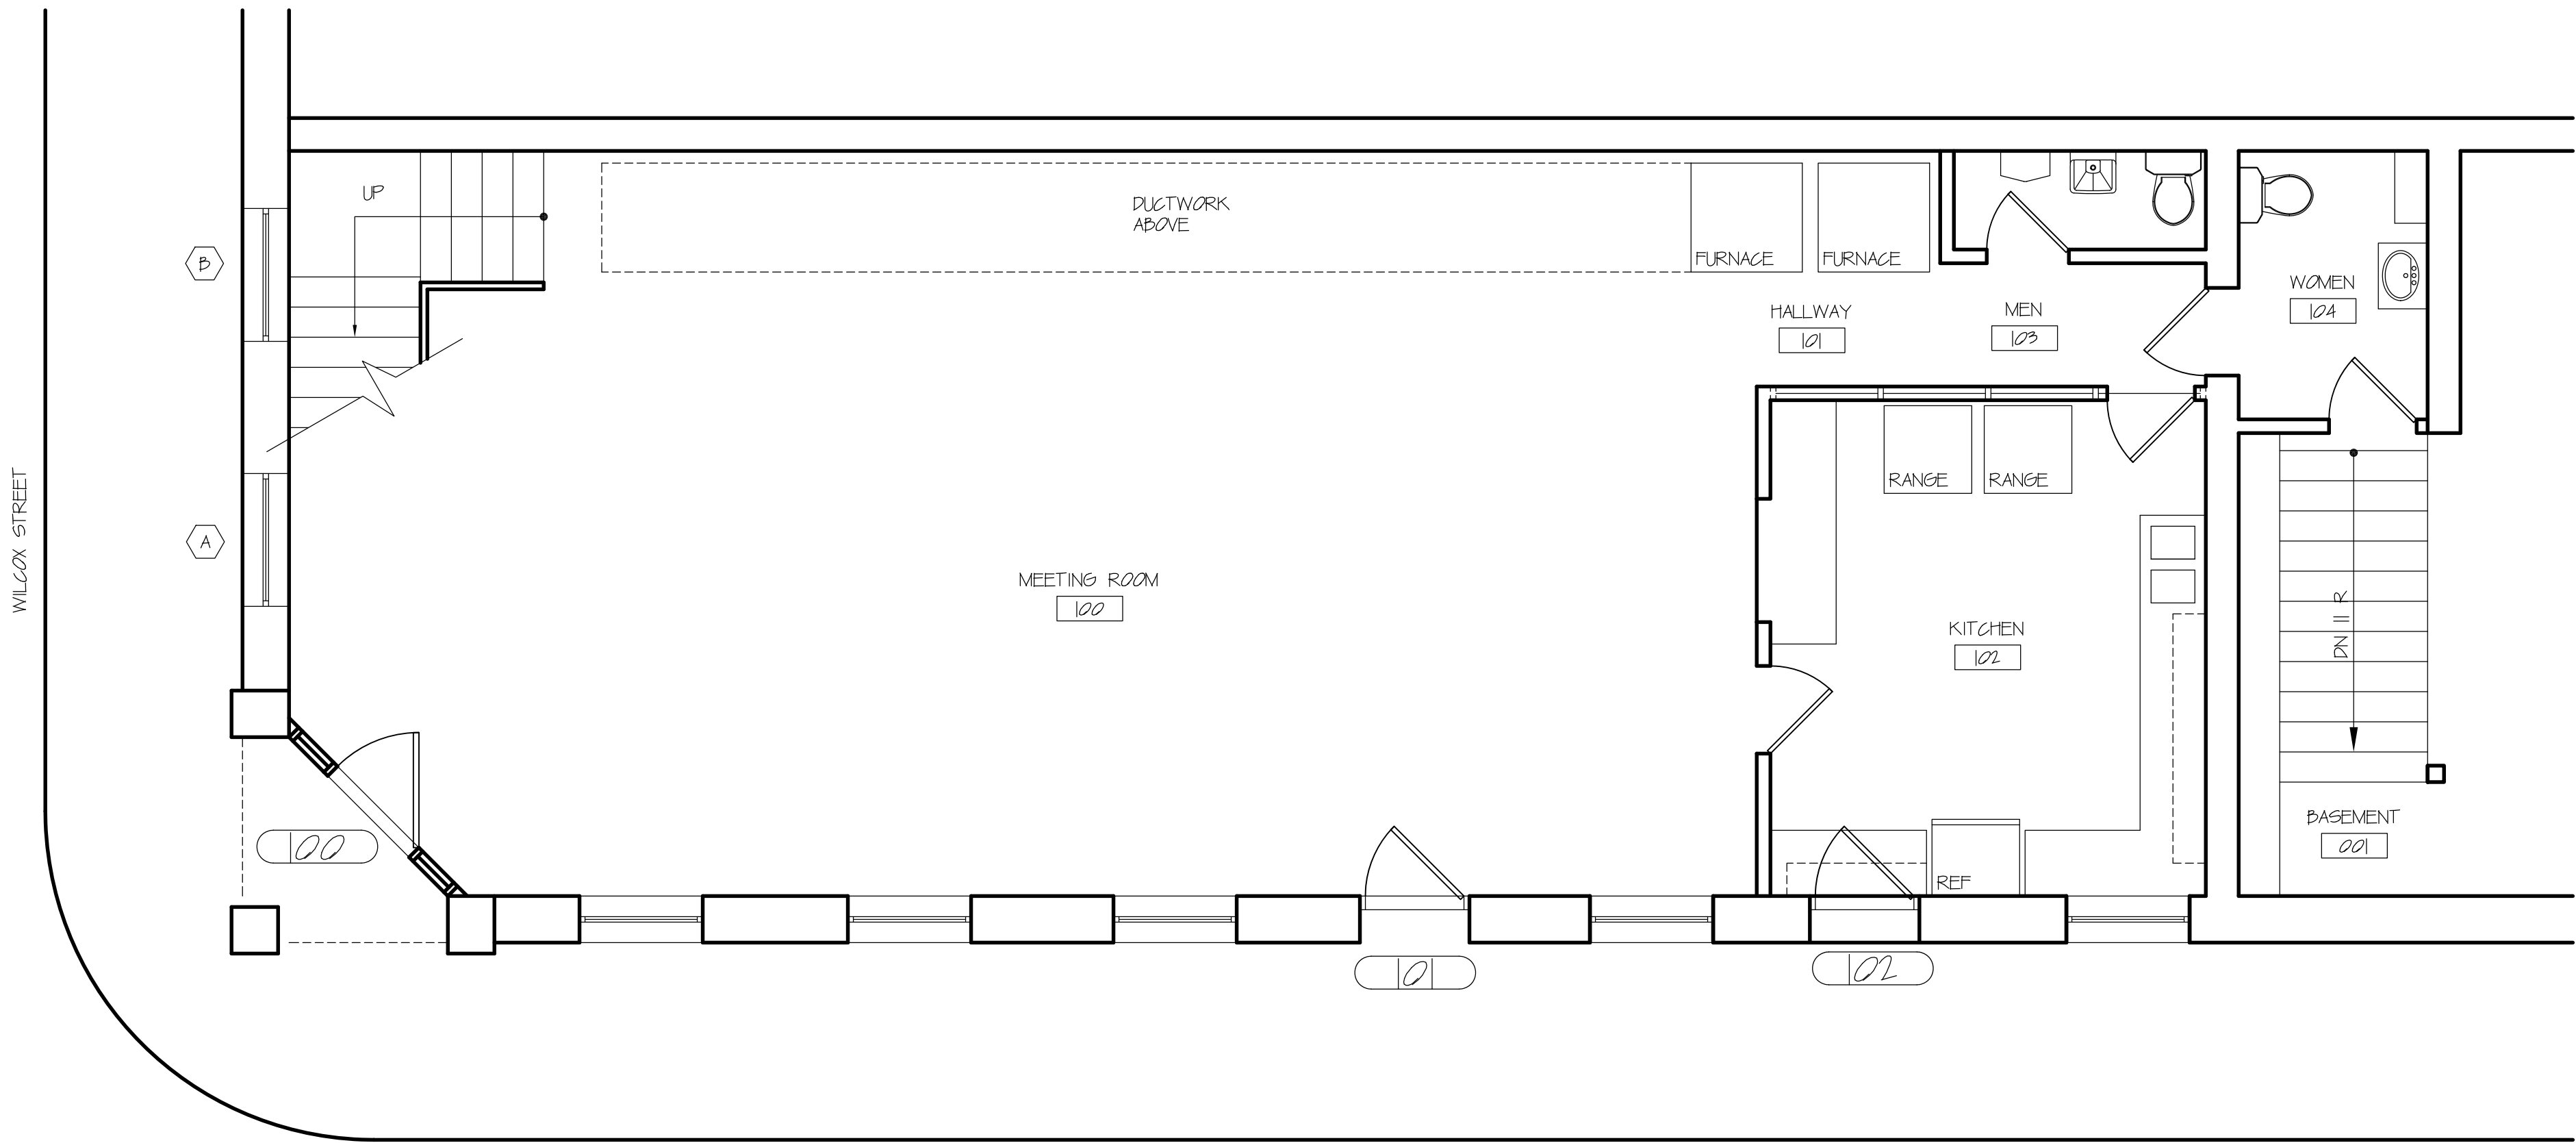 UP
DUCTWORK
ABOVE
B
FURNACE
FURNACE
WOMEN
104
HALLWAY
101
MEN
103
RANGE
RANGE
WILCOX STREET
A
MEETING ROOM
100
KITCHEN
102
DN 11 R
BASEMENT
001
100
REF
101
102